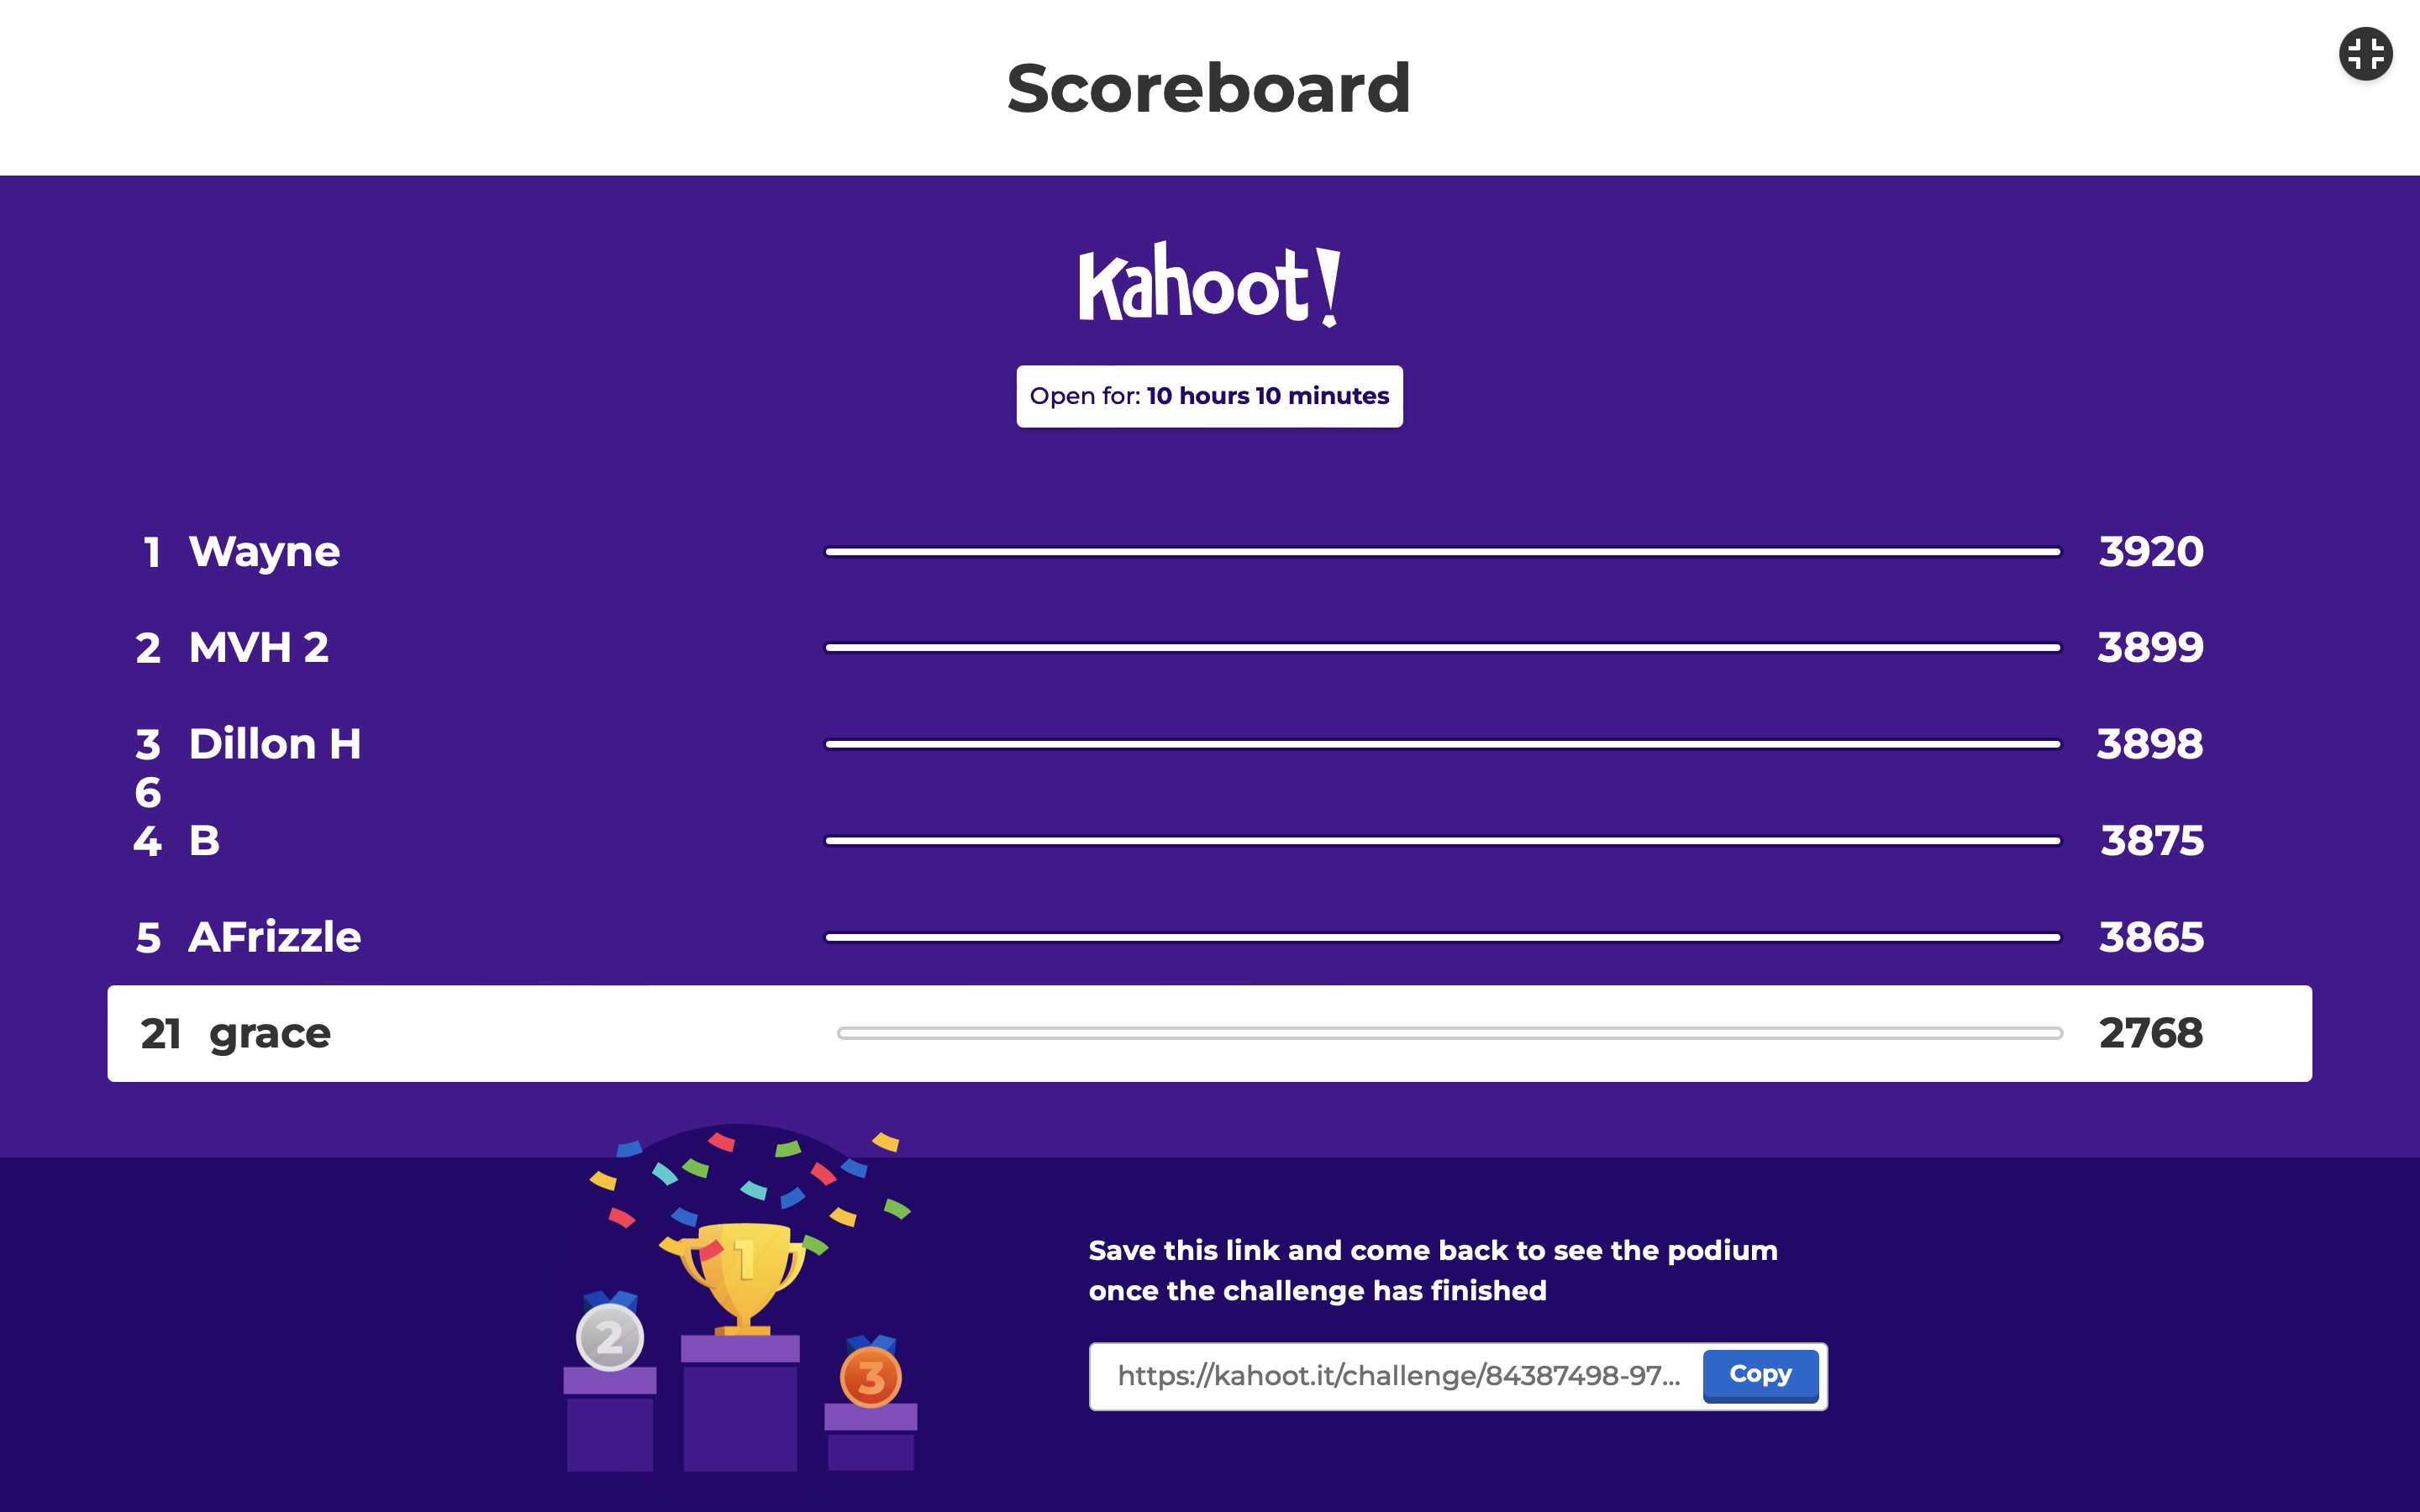 Scoreboard
Kahoot!
Open for: 10 hours 10 minutes
1 Wayne 3920
2 MVH 2 3899
3 Dillon H 3898
6
4 B 3875
5 AFrizzle 3865
21 grace 2768
1
2
3
Save this link and come back to see the podium
once the challenge has finished
https://kahoot.it/challenge/84387498-97... Copy